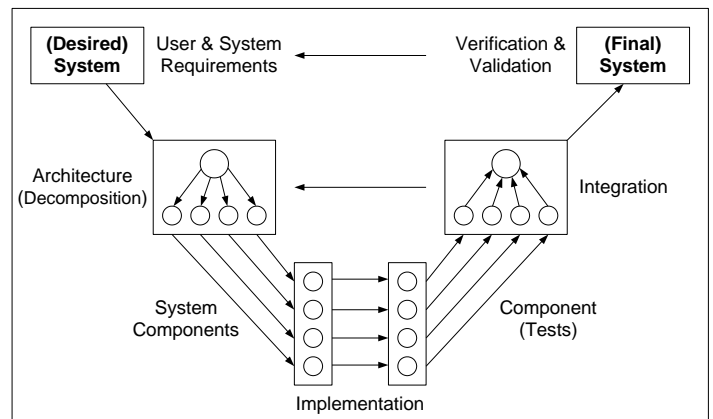 (Desired)
System
User & System
Requirements
Verification &
Validation
(Final)
System
Architecture
(Decomposition)
Integration
System
Components
Component
(Tests)
Implementation